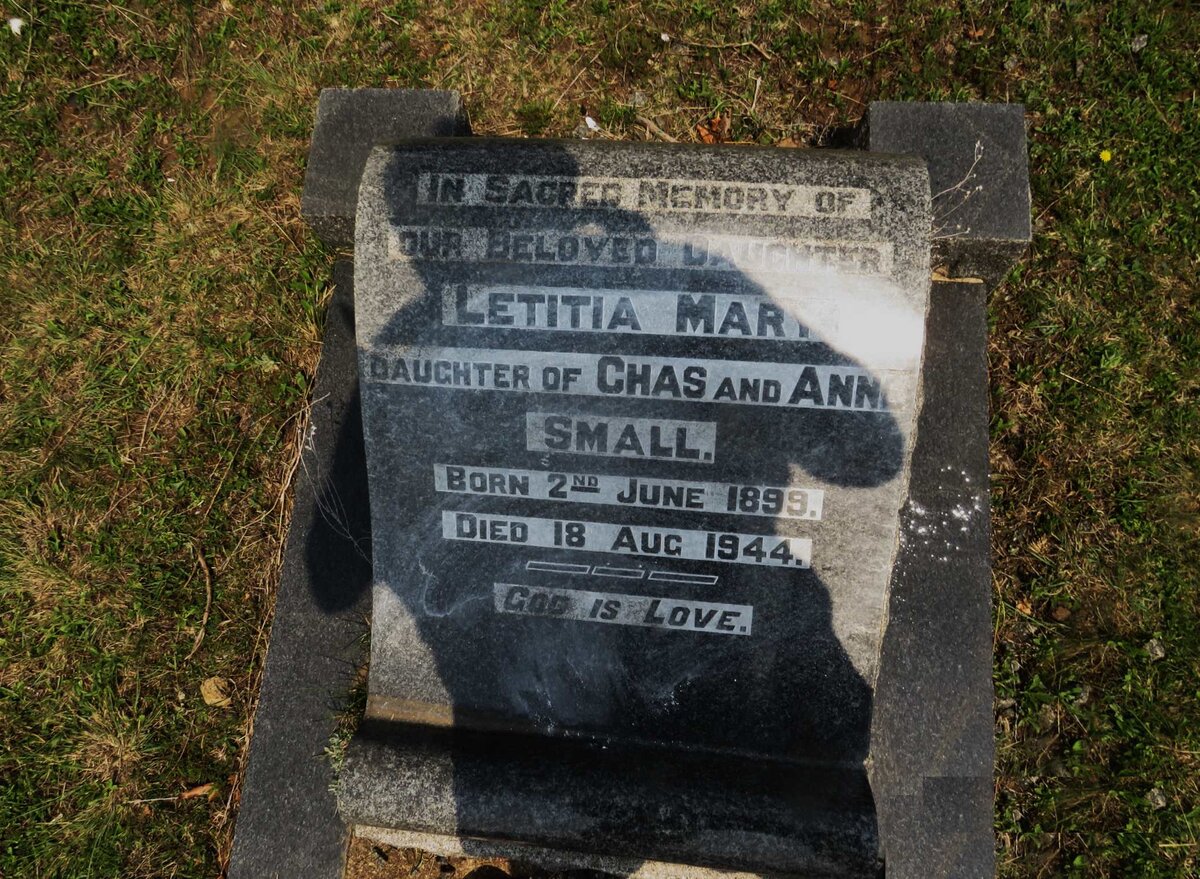 IN SACRED MEMORY OF
OUR BELOVED DAUGHTER
LETITIA MARY
DAUGHTER OF CHAS AND ANN
SMALL.
BORN 2ND JUNE 1899.
DIED 18 AUG 1944.
GOD IS LOVE.